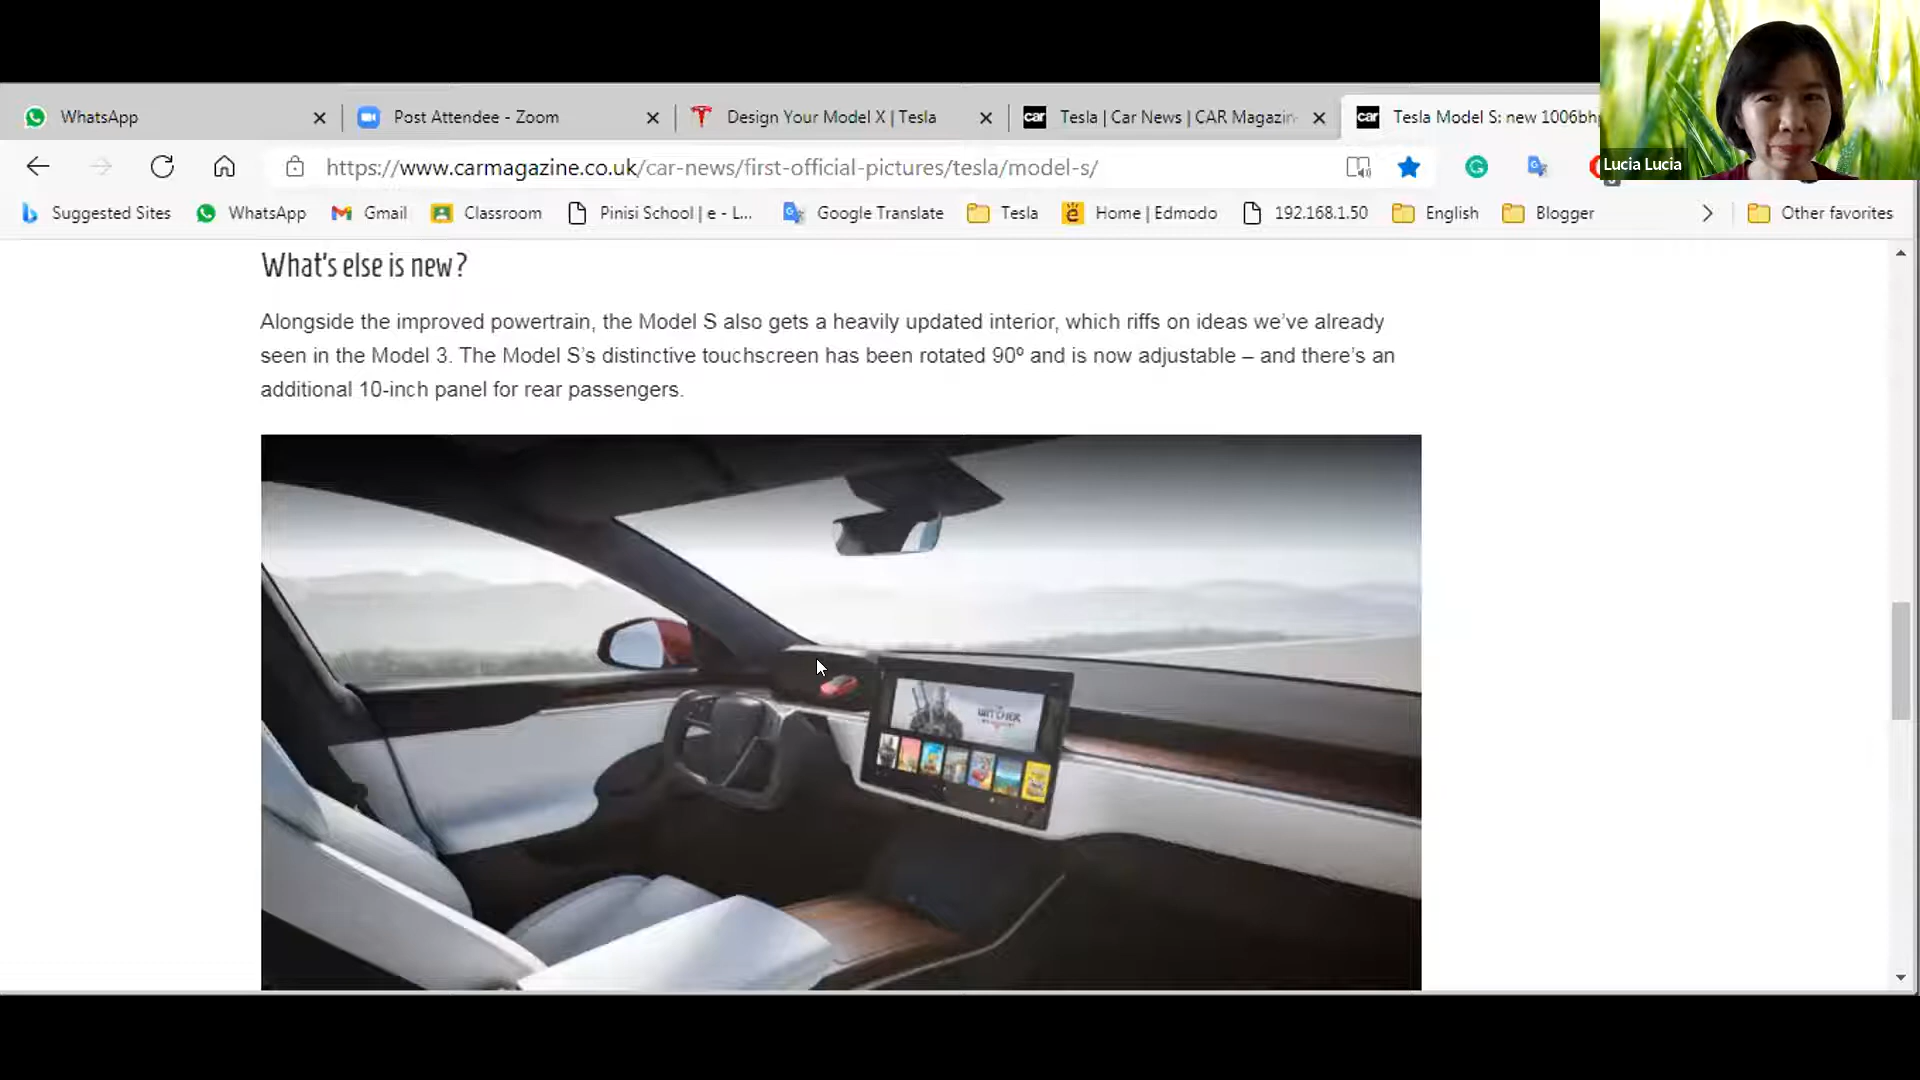 WhatsApp
Post Attendee - Zoom
Design Your Model X | Tesla
car Tesla | Car News | CAR Magazin
car Tesla Model S: new 1006bhp
Lucia Lucia
https://www.carmagazine.co.uk/car-news/first-official-pictures/tesla/model-s/
Suggested Sites WhatsApp Gmail Classroom Pinisi School | e - L... Google Translate Tesla Home | Edmodo 192.168.1.50 English Blogger Other favorites
What's else is new?
Alongside the improved powertrain, the Model S also gets a heavily updated interior, which riffs on ideas we’ve already
seen in the Model 3. The Model S’s distinctive touchscreen has been rotated 90º and is now adjustable – and there’s an
additional 10-inch panel for rear passengers.
WITCHER